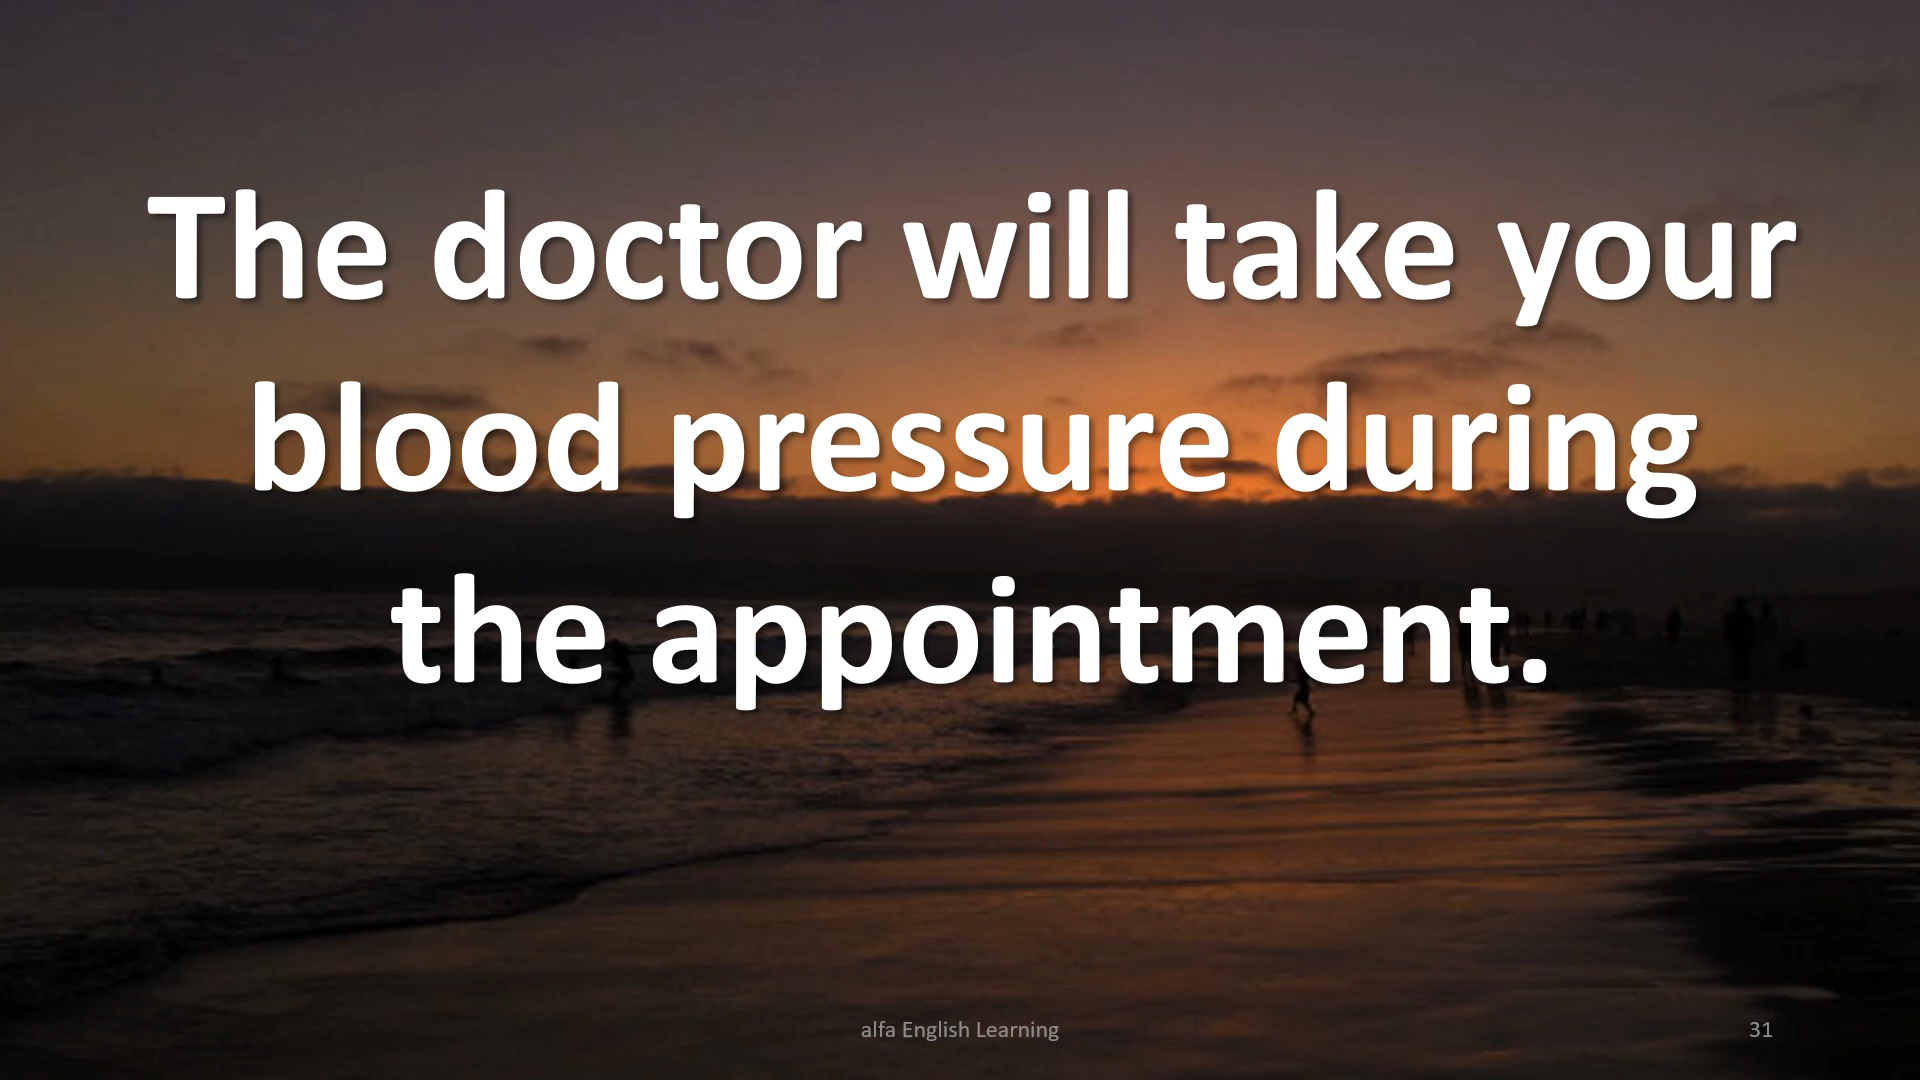 The doctor will take your
blood pressure during
the appointment.
alfa English Learning
31